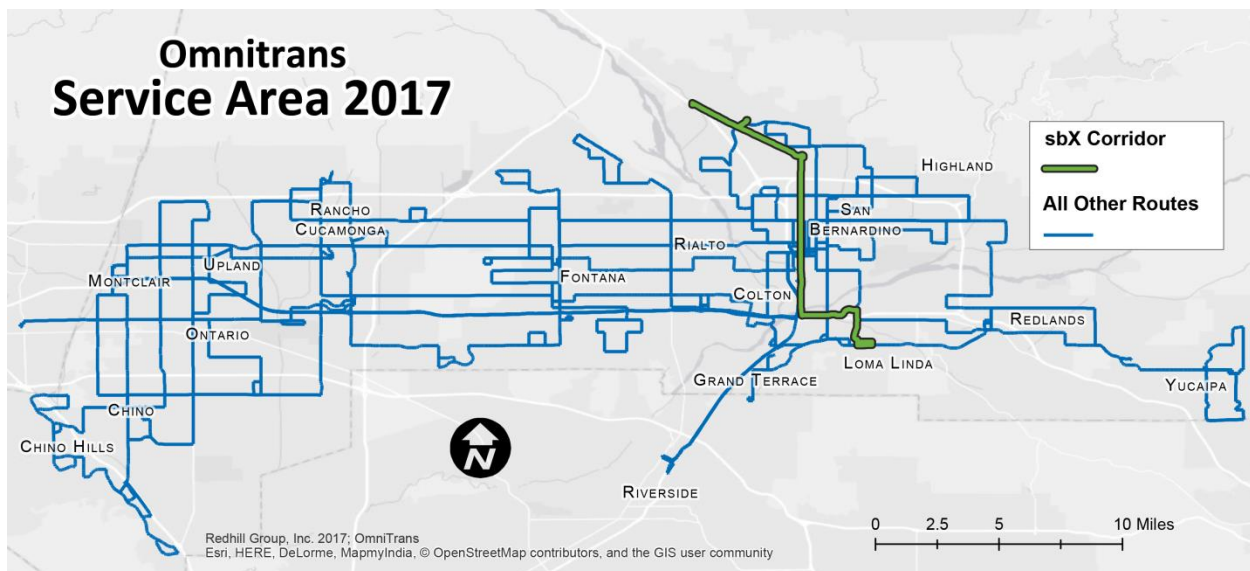 Omnitrans
Service Area 2017
sbX Corridor
All Other Routes
HIGHLAND
RANCHO
CUCAMONGA
SAN
BERNARDINO
RIALTO
UPLAND
MONTCLAIR
FONTANA
COLTON
ONTARIO
REDLANDS
LOMA LINDA
GRAND TERRACE
YUCAIPA
CHINO
CHINO HILLS
N
RIVERSIDE
0 2.5 5 10 Miles
Redhill Group, Inc. 2017; OmniTrans
Esri, HERE, DeLorme, MapmyIndia, © OpenStreetMap contributors, and the GIS user community